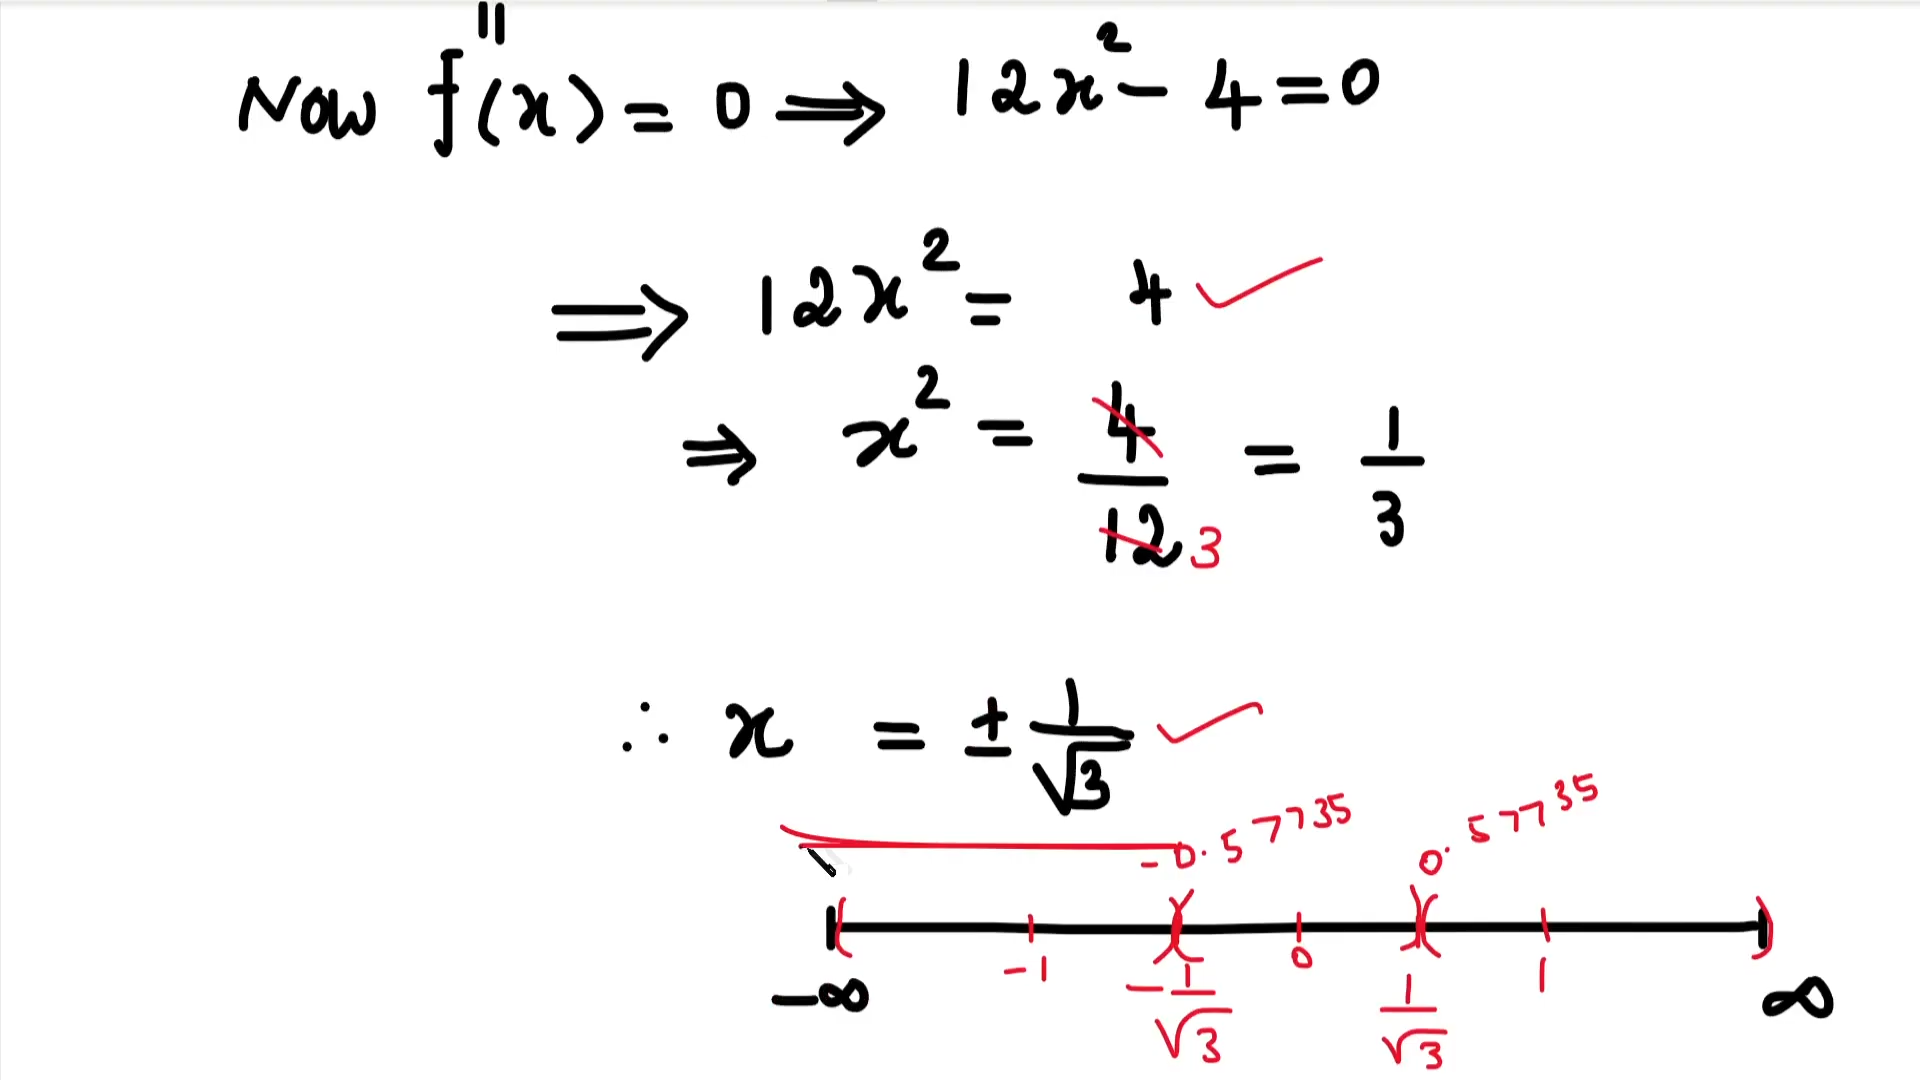 Now f"(x) = 0 ⟹ 12x² - 4 = 0
⟹ 12x² = 4 ✓
⇒ x² = 4/12 3 = 1/3
∴ x = ± 1/√3 ✓
-0.57735 0.57735
-1 0 1
-∞ -1/√3 1/√3 ∞